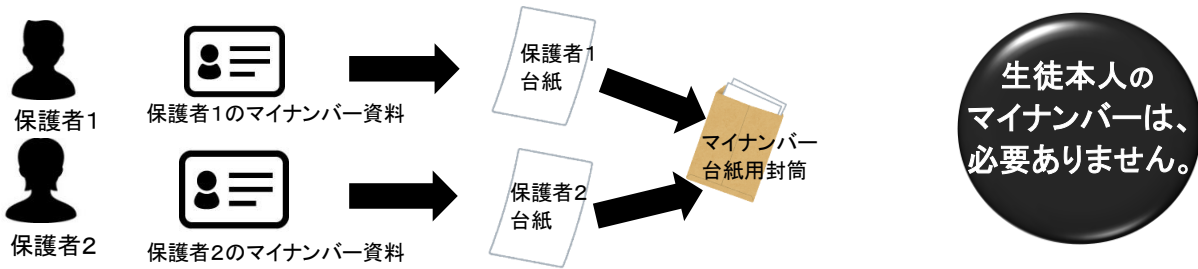 保護者1
保護者1のマイナンバー資料
保護者1
台紙
保護者2
保護者2のマイナンバー資料
保護者2
台紙
マイナンバー
台紙用封筒
生徒本人の
マイナンバーは、
必要ありません。